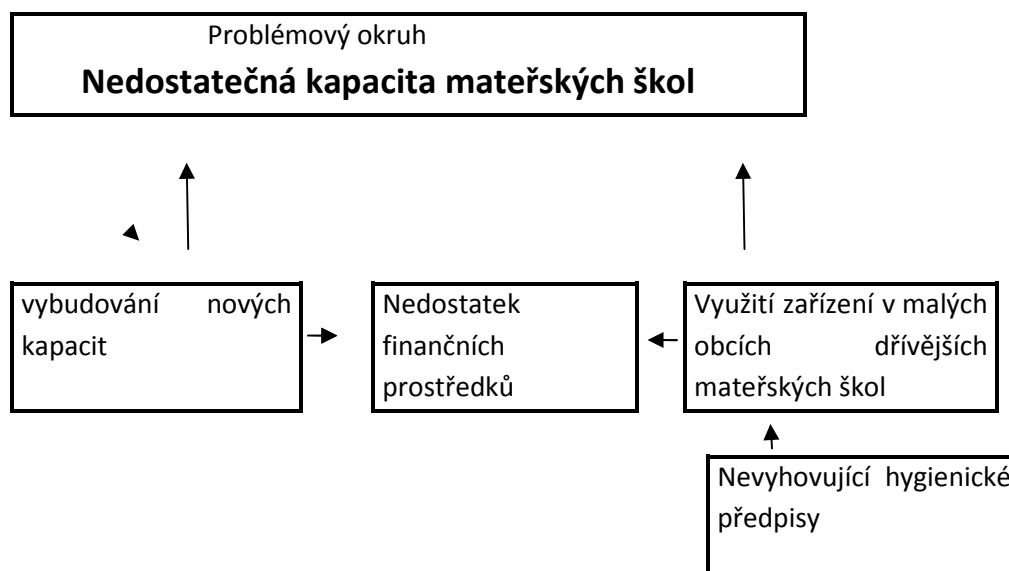 Problémový okruh
Nedostatečná kapacita mateřských škol
vybudování nových
kapacit
Nedostatek
finančních
prostředků
Využití zařízení v malých
obcích dřívějších
mateřských škol
Nevyhovující hygienické
předpisy